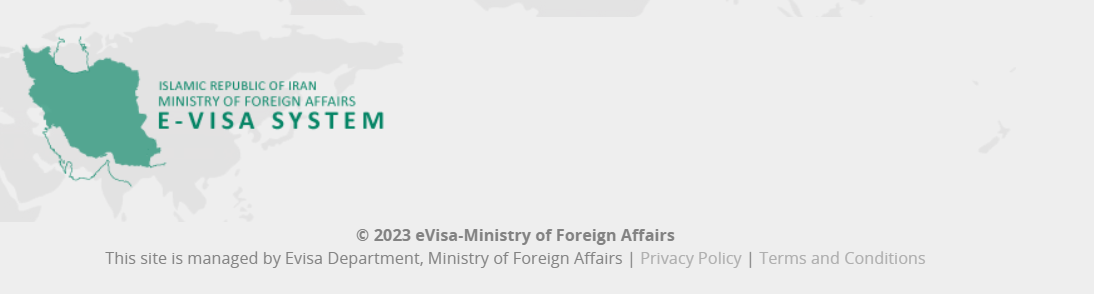 ISLAMIC REPUBLIC OF IRAN
MINISTRY OF FOREIGN AFFAIRS
E-VISA SYSTEM
© 2023 eVisa-Ministry of Foreign Affairs
This site is managed by Evisa Department, Ministry of Foreign Affairs | Privacy Policy | Terms and Conditions